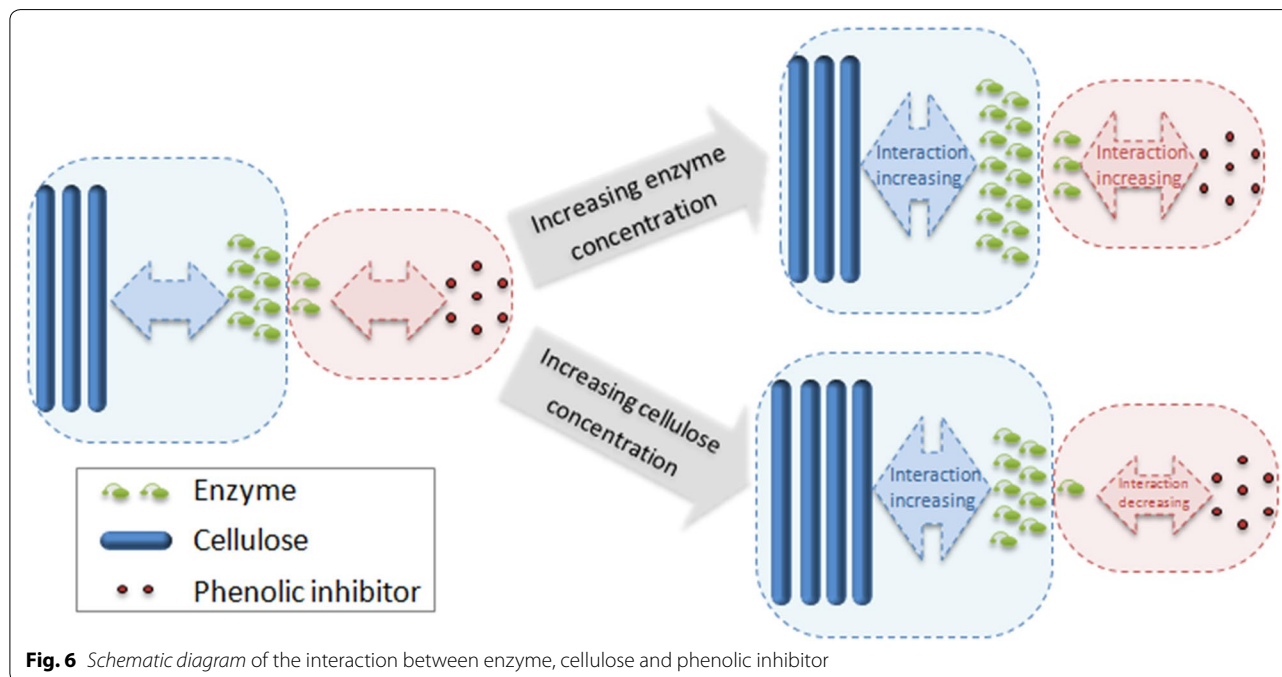 Increasing enzyme
concentration
Interaction
increasing
Interaction
increasing
Increasing cellulose
concentration
Interaction
increasing
Interaction
decreasing
Enzyme
Cellulose
Phenolic inhibitor
Fig. 6 Schematic diagram of the interaction between enzyme, cellulose and phenolic inhibitor